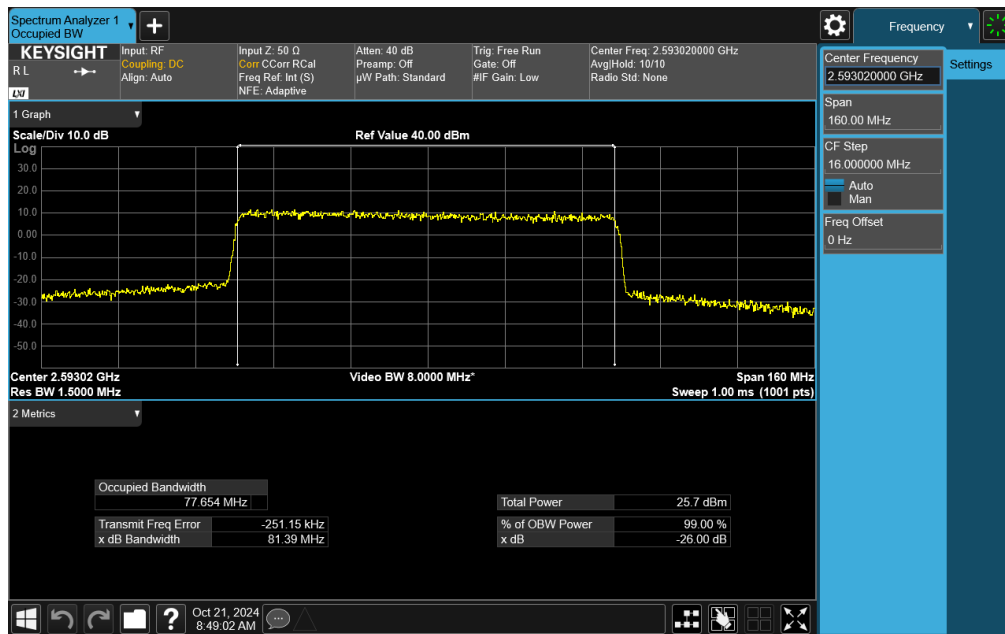 Spectrum Analyzer 1
Occupied BW
Frequency
KEYSIGHT
R L
LXI
Input: RF
Coupling: DC
Align: Auto
Input Z: 50 Ω
Corr CCorr RCal
Freq Ref: Int (S)
NFE: Adaptive
Atten: 40 dB
Preamp: Off
µW Path: Standard
Trig: Free Run
Gate: Off
#IF Gain: Low
Center Freq: 2.593020000 GHz
Avg|Hold: 10/10
Radio Std: None
Center Frequency
2.593020000 GHz
Settings
Span
160.00 MHz
CF Step
16.000000 MHz
Auto
Man
Freq Offset
0 Hz
1 Graph
Scale/Div 10.0 dB
Ref Value 40.00 dBm
Log
30.0
20.0
10.0
0.00
-10.0
-20.0
-30.0
-40.0
-50.0
Center 2.59302 GHz
Video BW 8.0000 MHz*
Span 160 MHz
Res BW 1.5000 MHz
Sweep 1.00 ms (1001 pts)
2 Metrics
Occupied Bandwidth
77.654 MHz
Total Power 25.7 dBm
Transmit Freq Error -251.15 kHz
% of OBW Power 99.00 %
x dB Bandwidth 81.39 MHz
x dB -26.00 dB
?
Oct 21, 2024
8:49:02 AM